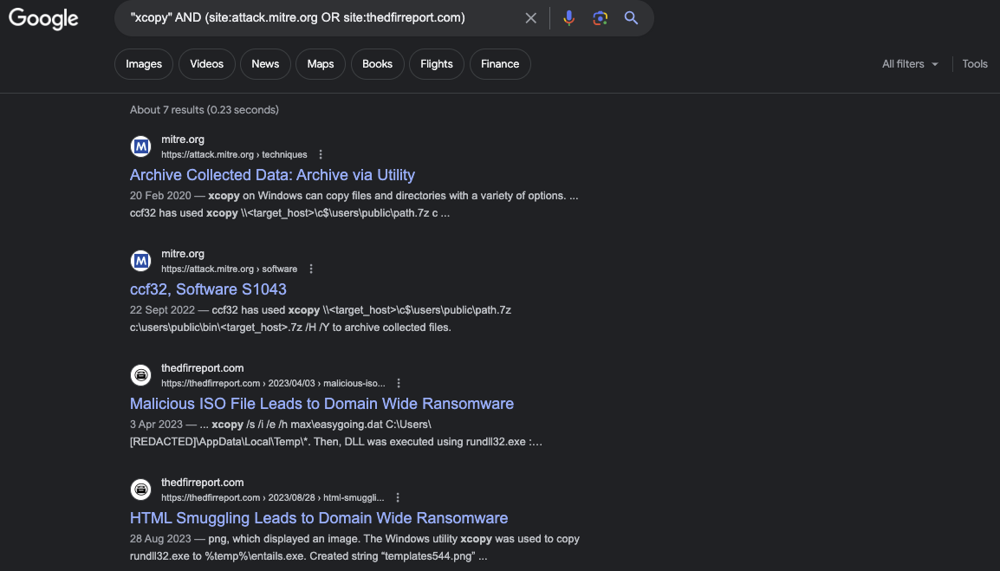 Google
"xcopy" AND (site:attack.mitre.org OR site:thedfirreport.com)
Images Videos News Maps Books Flights Finance All filters Tools
About 7 results (0.23 seconds)
M
mitre.org
https://attack.mitre.org › techniques
Archive Collected Data: Archive via Utility
20 Feb 2020 — xcopy on Windows can copy files and directories with a variety of options. ...
ccf32 has used xcopy \\<target_host>\c$\users\public\path.7z c ...
M
mitre.org
https://attack.mitre.org › software
ccf32, Software S1043
22 Sept 2022 — ccf32 has used xcopy \\<target_host>\c$\users\public\path.7z
c:\users\public\bin\<target_host>.7z /H /Y to archive collected files.
thedfirreport.com
https://thedfirreport.com › 2023/04/03 › malicious-iso...
Malicious ISO File Leads to Domain Wide Ransomware
3 Apr 2023 — ... xcopy /s /i /e /h max\easygoing.dat C:\Users\
[REDACTED]\AppData\Local\Temp\*. Then, DLL was executed using rundll32.exe :…
thedfirreport.com
https://thedfirreport.com › 2023/08/28 › html-smuggli...
HTML Smuggling Leads to Domain Wide Ransomware
28 Aug 2023 — png, which displayed an image. The Windows utility xcopy was used to copy
rundll32.exe to %temp%\entails.exe. Created string “templates544.png” ...